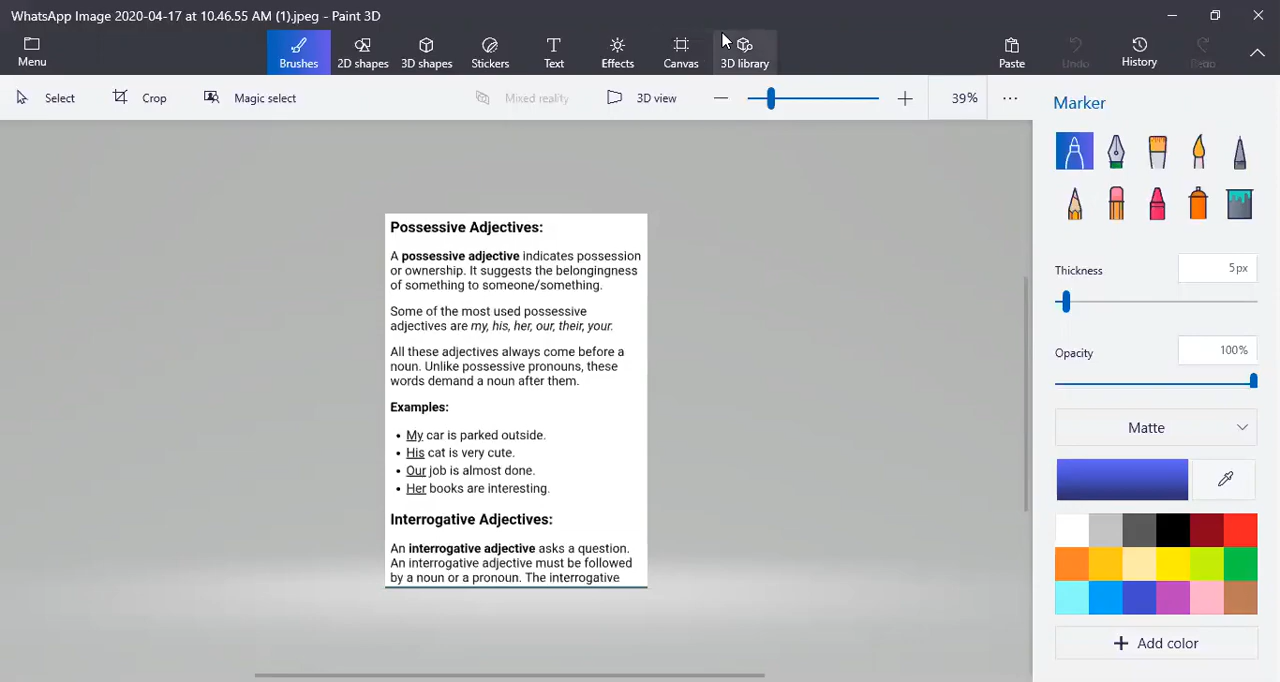 WhatsApp Image 2020-04-17 at 10.46.55 AM (1).jpeg - Paint 3D
Menu
Brushes
2D shapes
3D shapes
Stickers
Text
Effects
Canvas
3D library
Paste
Undo
History
Redo
Select
Crop
Magic select
Mixed reality
3D view
39%
Marker
Thickness
5px
Opacity
100%
Matte
Add color
Possessive Adjectives:
A possessive adjective indicates possession
or ownership. It suggests the belongingness
of something to someone/something.
Some of the most used possessive
adjectives are my, his, her, our, their, your.
All these adjectives always come before a
noun. Unlike possessive pronouns, these
words demand a noun after them.
Examples:
• My car is parked outside.
• His cat is very cute.
• Our job is almost done.
• Her books are interesting.
Interrogative Adjectives:
An interrogative adjective asks a question.
An interrogative adjective must be followed
by a noun or a pronoun. The interrogative